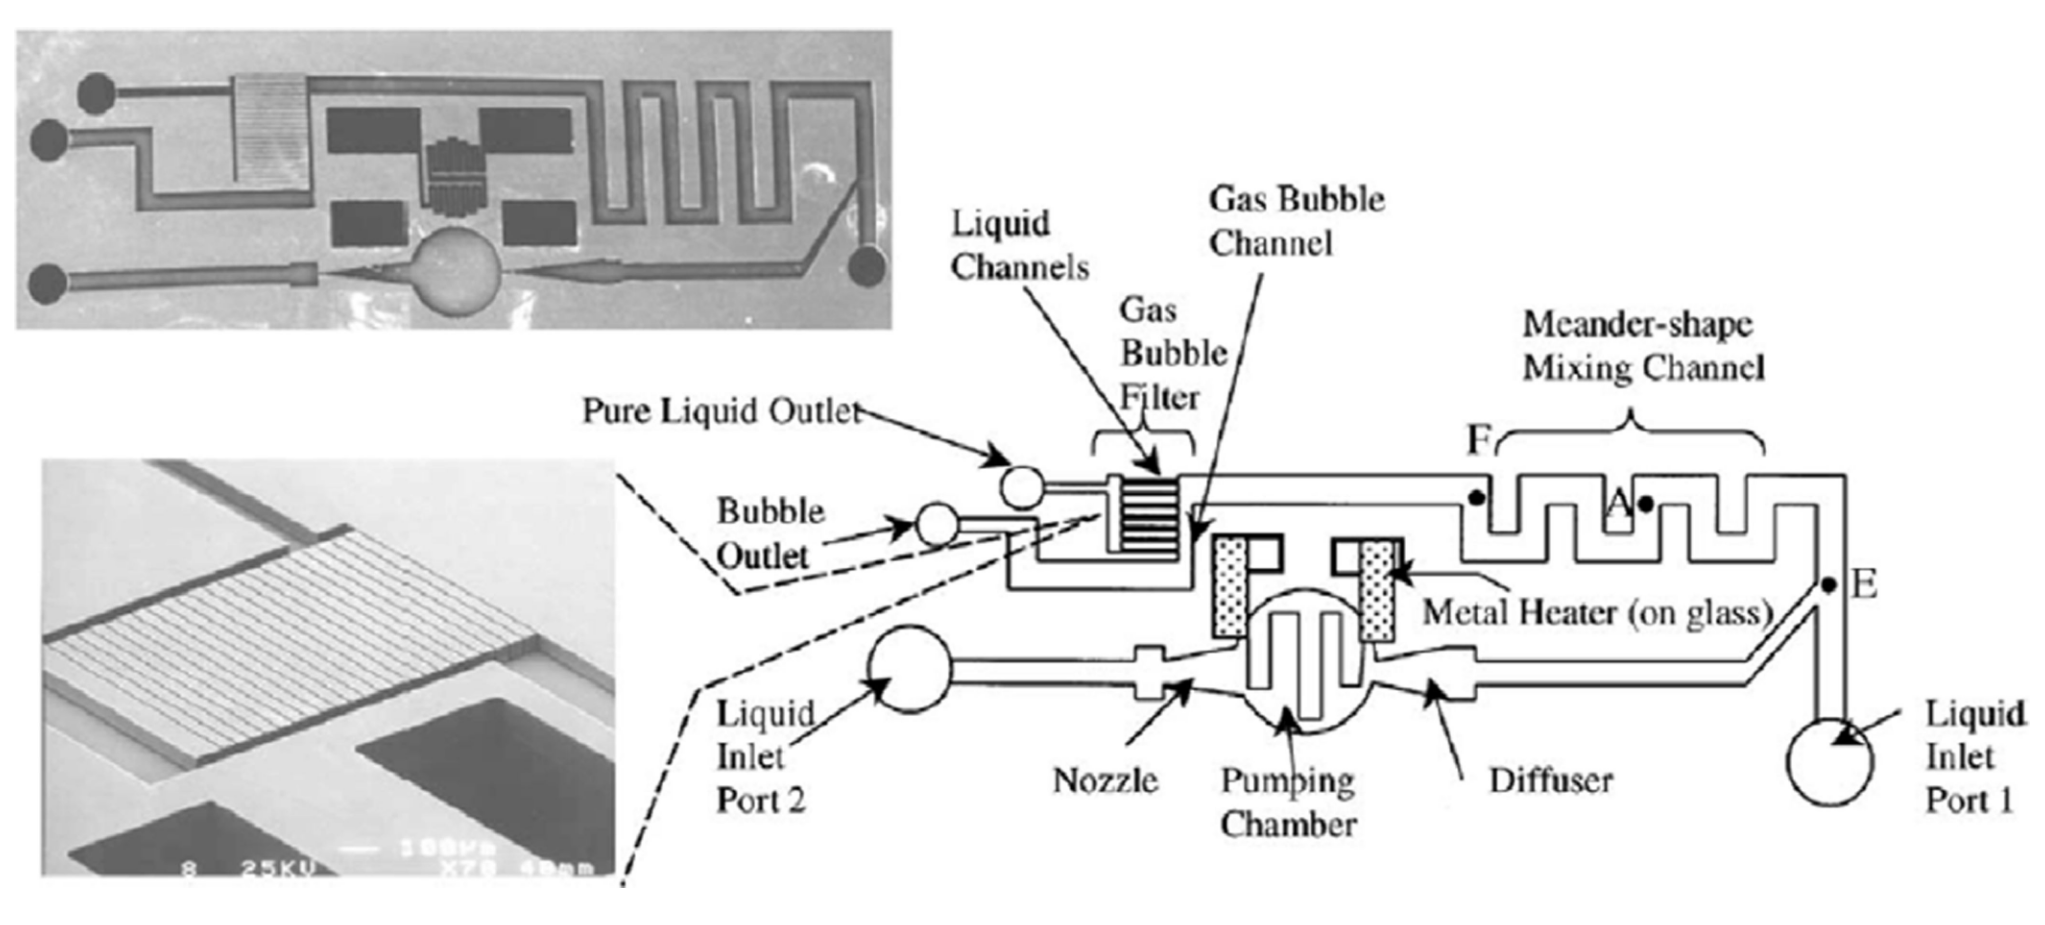 Liquid
Channels
Gas Bubble
Channel
Gas
Bubble
Filter
Meander-shape
Mixing Channel
Pure Liquid Outlet
F
A
Bubble
Outlet
E
Metal Heater (on glass)
Liquid
Inlet
Port 2
Nozzle
Pumping
Chamber
Diffuser
Liquid
Inlet
Port 1
100µm
8 25KV X70 40mm